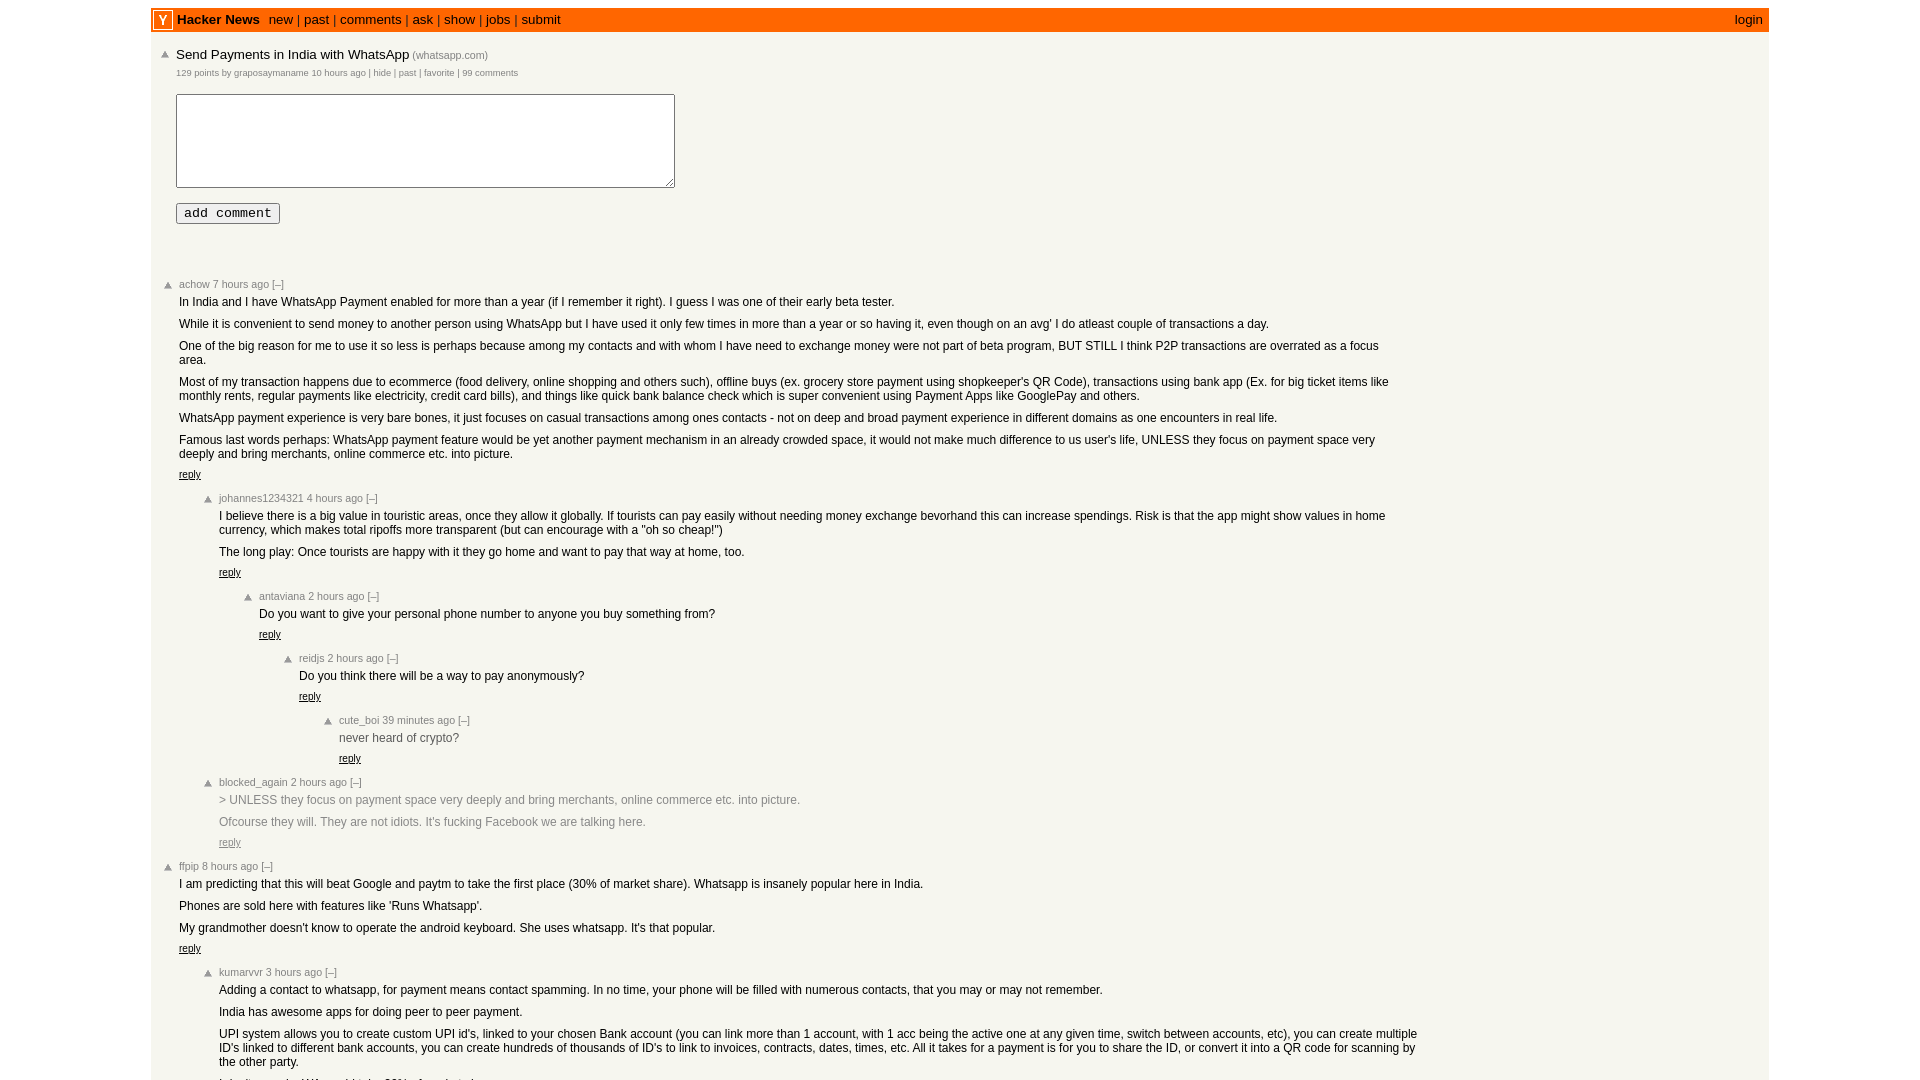 Y Hacker News new | past | comments | ask | show | jobs | submit login
Send Payments in India with WhatsApp (whatsapp.com)
129 points by graposaymaname 10 hours ago | hide | past | favorite | 99 comments
add comment
achow 7 hours ago [–]
In India and I have WhatsApp Payment enabled for more than a year (if I remember it right). I guess I was one of their early beta tester.
While it is convenient to send money to another person using WhatsApp but I have used it only few times in more than a year or so having it, even though on an avg' I do atleast couple of transactions a day.
One of the big reason for me to use it so less is perhaps because among my contacts and with whom I have need to exchange money were not part of beta program, BUT STILL I think P2P transactions are overrated as a focus
area.
Most of my transaction happens due to ecommerce (food delivery, online shopping and others such), offline buys (ex. grocery store payment using shopkeeper's QR Code), transactions using bank app (Ex. for big ticket items like
monthly rents, regular payments like electricity, credit card bills), and things like quick bank balance check which is super convenient using Payment Apps like GooglePay and others.
WhatsApp payment experience is very bare bones, it just focuses on casual transactions among ones contacts - not on deep and broad payment experience in different domains as one encounters in real life.
Famous last words perhaps: WhatsApp payment feature would be yet another payment mechanism in an already crowded space, it would not make much difference to us user's life, UNLESS they focus on payment space very
deeply and bring merchants, online commerce etc. into picture.
reply
johannes1234321 4 hours ago [–]
I believe there is a big value in touristic areas, once they allow it globally. If tourists can pay easily without needing money exchange bevorhand this can increase spendings. Risk is that the app might show values in home
currency, which makes total ripoffs more transparent (but can encourage with a "oh so cheap!")
The long play: Once tourists are happy with it they go home and want to pay that way at home, too.
reply
antaviana 2 hours ago [–]
Do you want to give your personal phone number to anyone you buy something from?
reply
reidjs 2 hours ago [–]
Do you think there will be a way to pay anonymously?
reply
cute_boi 39 minutes ago [–]
never heard of crypto?
reply
blocked_again 2 hours ago [–]
> UNLESS they focus on payment space very deeply and bring merchants, online commerce etc. into picture.
Ofcourse they will. They are not idiots. It's fucking Facebook we are talking here.
reply
ffpip 8 hours ago [–]
I am predicting that this will beat Google and paytm to take the first place (30% of market share). Whatsapp is insanely popular here in India.
Phones are sold here with features like 'Runs Whatsapp'.
My grandmother doesn't know to operate the android keyboard. She uses whatsapp. It's that popular.
reply
kumarvvr 3 hours ago [–]
Adding a contact to whatsapp, for payment means contact spamming. In no time, your phone will be filled with numerous contacts, that you may or may not remember.
India has awesome apps for doing peer to peer payment.
UPI system allows you to create custom UPI id's, linked to your chosen Bank account (you can link more than 1 account, with 1 acc being the active one at any given time, switch between accounts, etc), you can create multiple
ID's linked to different bank accounts, you can create hundreds of thousands of ID's to link to invoices, contracts, dates, times, etc. All it takes for a payment is for you to share the ID, or convert it into a QR code for scanning by
the other party.